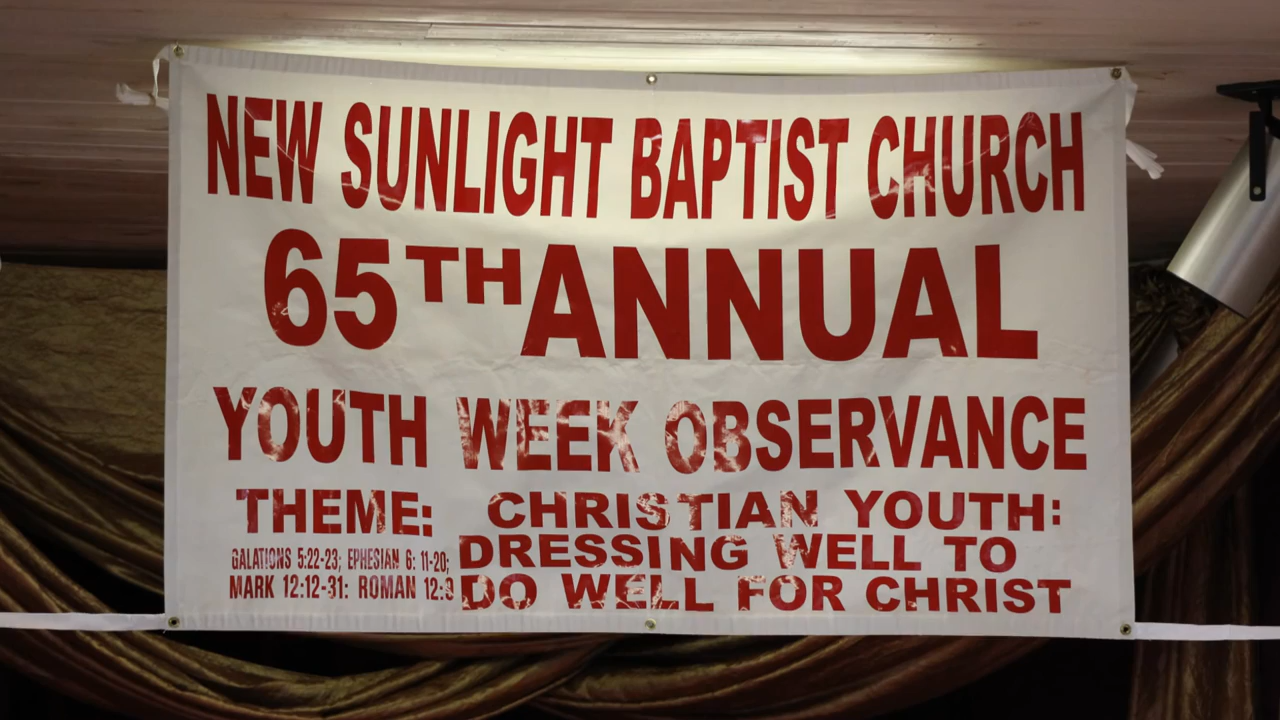 NEW SUNLIGHT BAPTIST CHURCH
65TH ANNUAL
YOUTH WEEK OBSERVANCE
THEME: CHRISTIAN YOUTH:
DRESSING WELL TO
DO WELL FOR CHRIST
GALATIONS 5:22-23; EPHESIAN 6: 11-20;
MARK 12:12-31: ROMAN 12:9